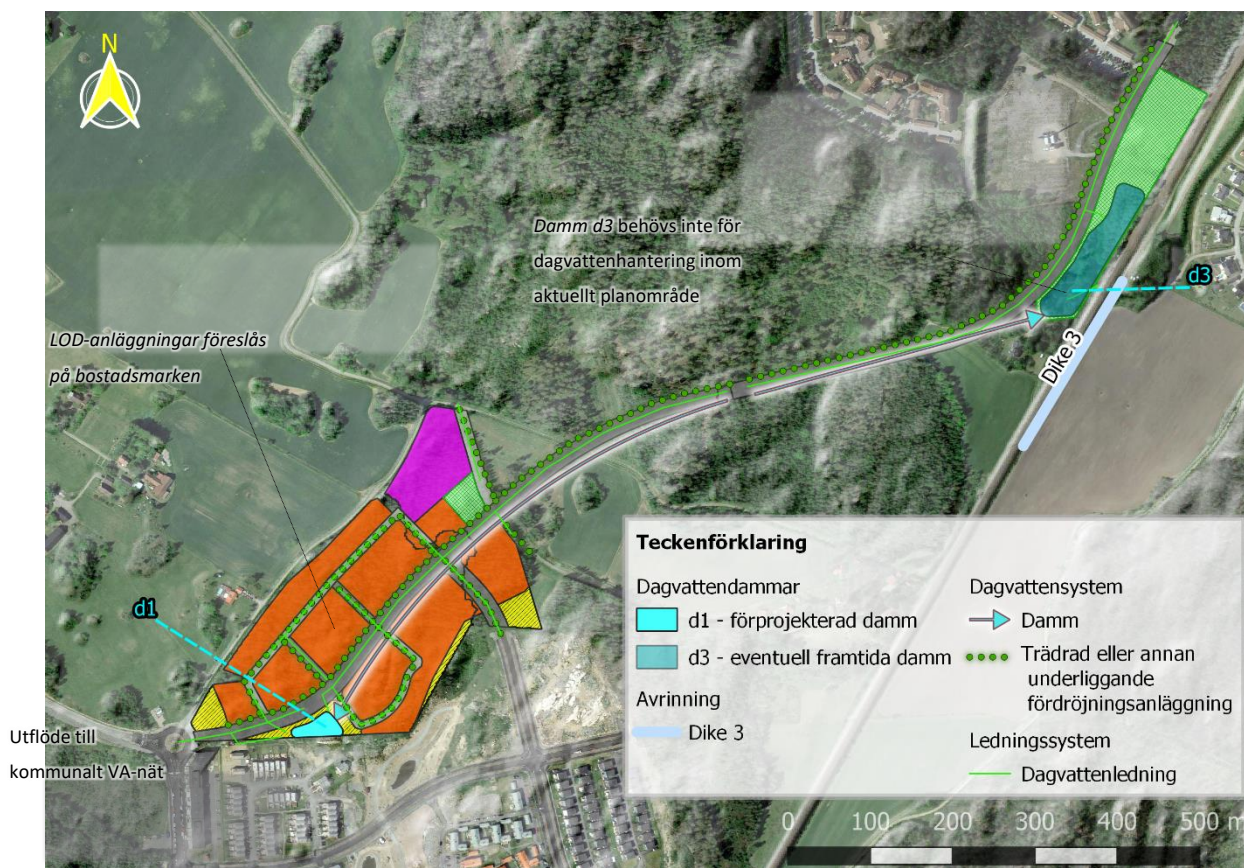 N
Damm d3 behövs inte för
dagvattenhantering inom
aktuellt planområde
d3
Dike 3
LOD-anläggningar föreslås
på bostadsmarken
d1
Utflöde till
kommunalt VA-nät
Teckenförklaring
Dagvattendammar
d1 - förprojekterad damm
d3 - eventuell framtida damm
Avrinning
Dike 3
Dagvattensystem
Damm
Trädrad eller annan
underliggande
fördröjningsanläggning
Ledningssystem
Dagvattenledning
0 100 200 300 400 500 m